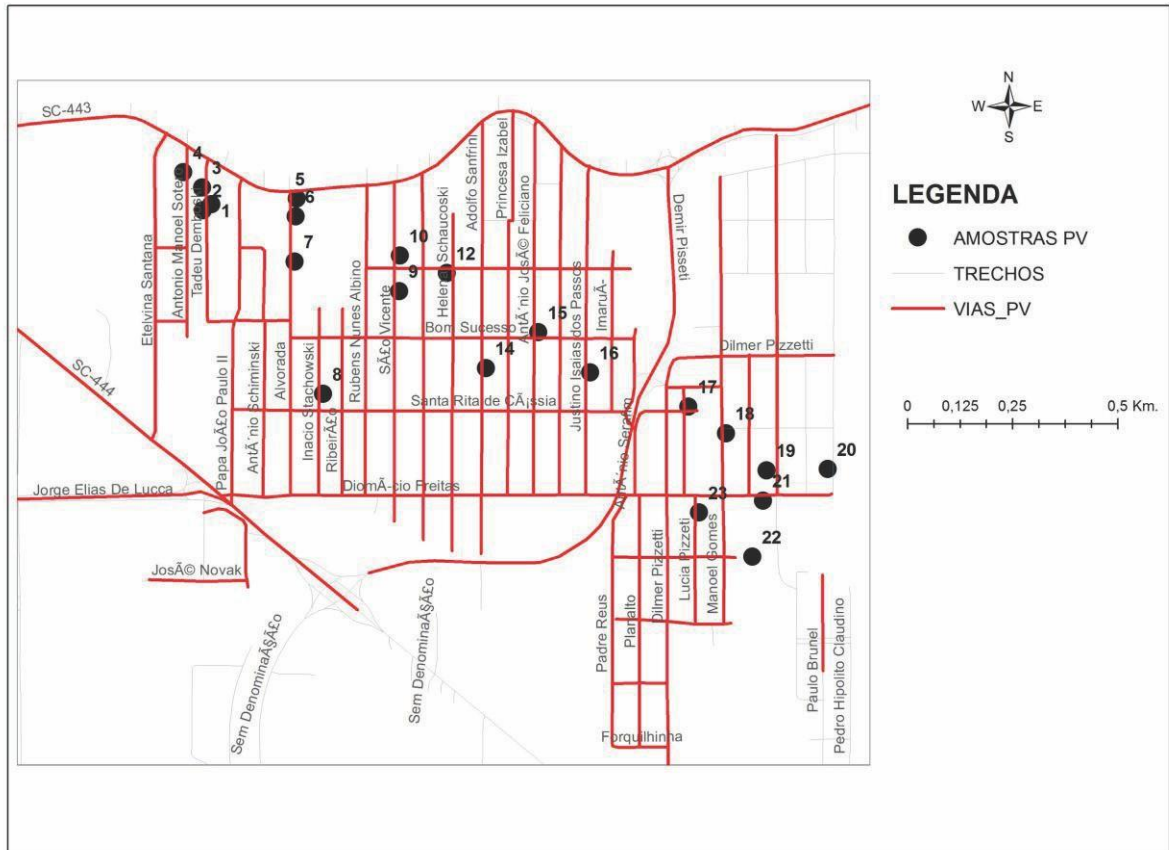 SC-443
N
W E
S
LEGENDA
AMOSTRAS PV
TRECHOS
VIAS_PV
0 0,125 0,25 0,5 Km.
4
3
2
1
5
6
7
10
9
12
15
14
16
8
17
18
19
20
21
23
22
Etelvina Santana
Antonio Manoel Sote
Tadeu Demboski
Papa JoÃ£o Paulo II
AntÃ´nio Schiminski
Alvorada
Inacio Stachowski
RibeirÃ£o
Rubens Nunes Albino
SÃ£o Vicente
Helena Schaucoski
Adolfo Sanfrini
Princesa Izabel
AntÃ´nio JosÃ© Feliciano
Justino Isaias dos Passos
ImaruÃ-
Demir Pisseti
Bom Sucesso
Dilmer Pizzetti
Santa Rita de CÃ¡ssia
AntÃ´nio Serafim
SC-444
Jorge Elias De Lucca
DiomÃ-cio Freitas
JosÃ© Novak
Sem DenominaÃ§Ã£o
Sem DenominaÃ§Ã£o
Padre Reus
Planalto
Dilmer Pizzetti
Lucia Pizzeti
Manoel Gomes
Paulo Brunel
Pedro Hipolito Claudino
Forquilhinha